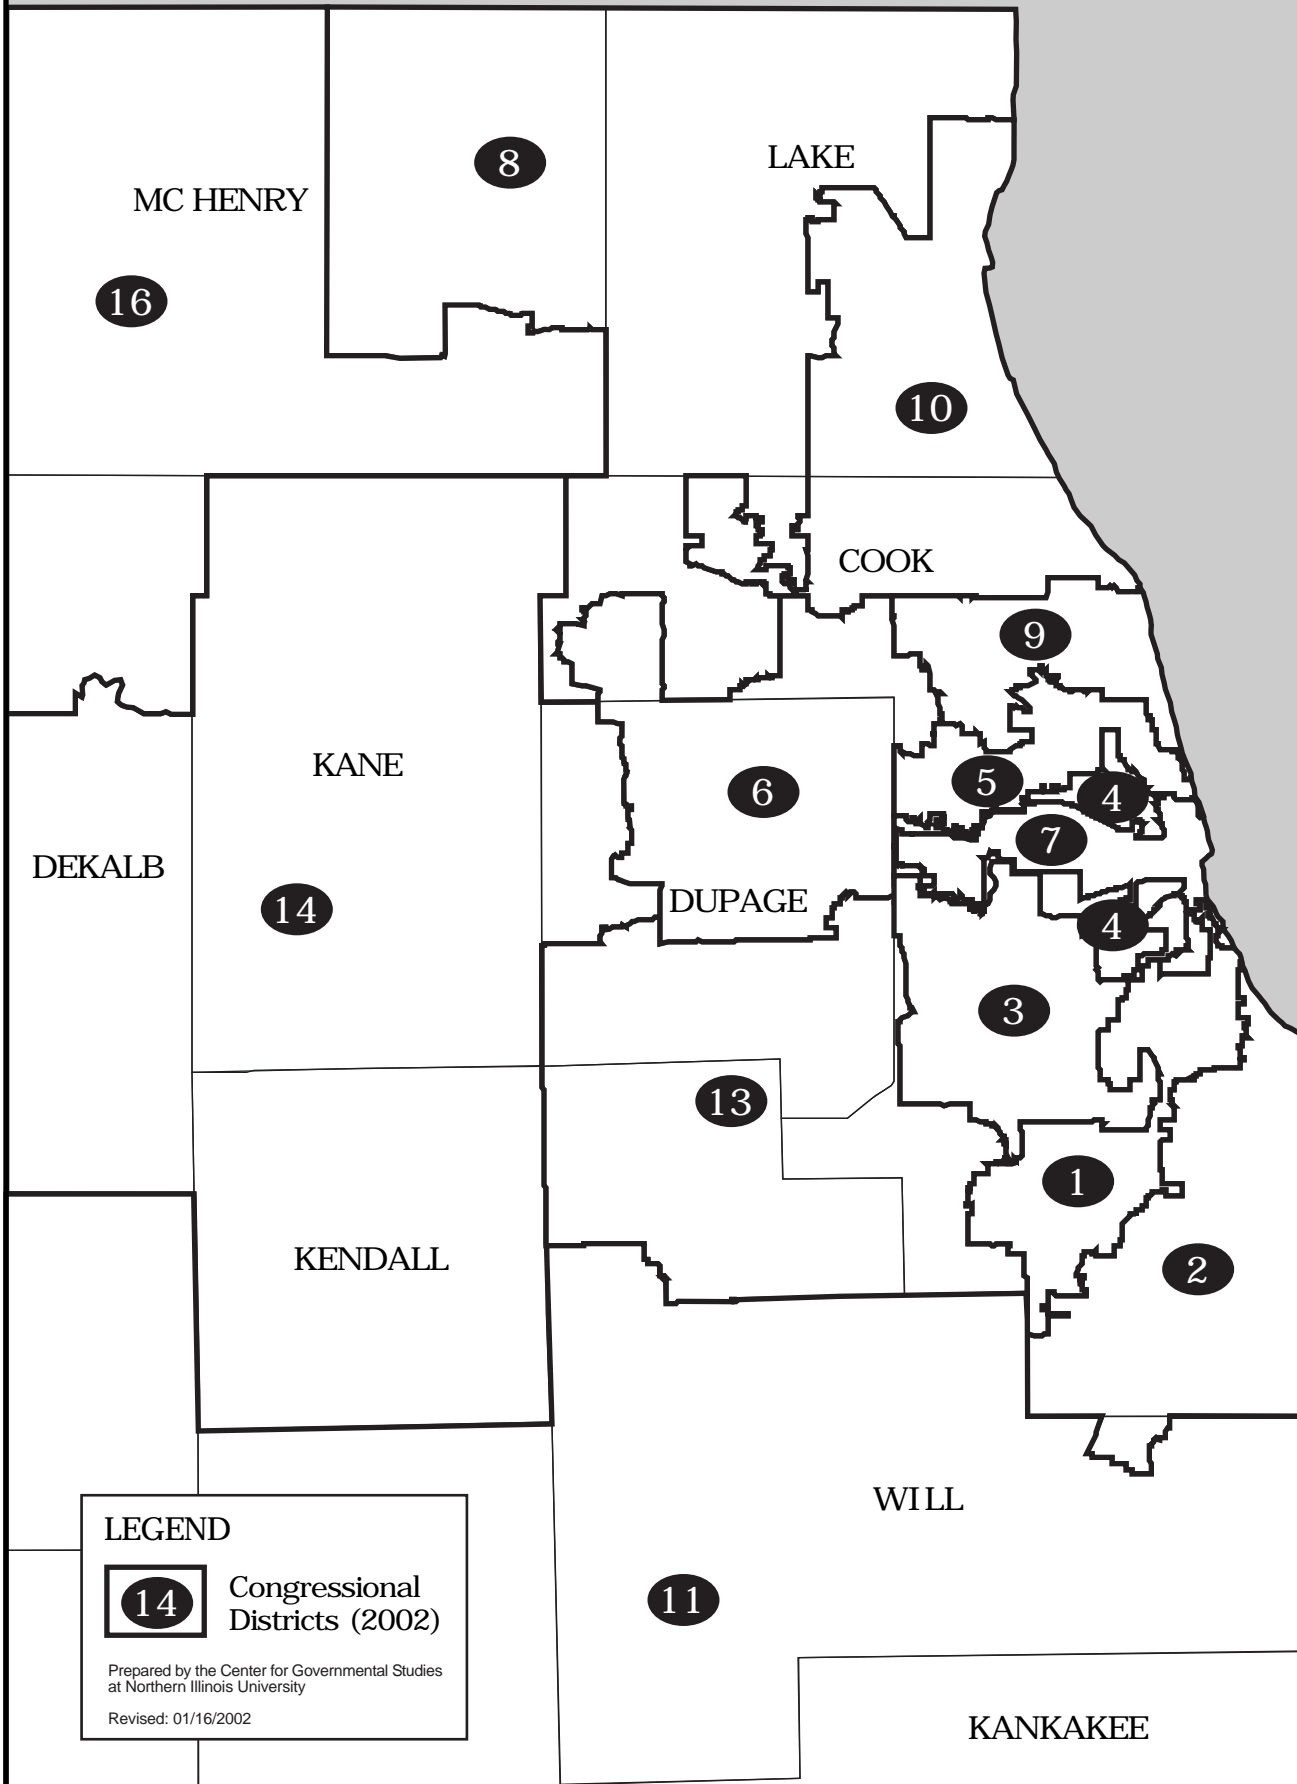 8
LAKE
MC HENRY
16
10
COOK
9
KANE
5
6
4
7
DEKALB
DUPAGE
14
4
3
13
1
KENDALL
2
WILL
LEGEND
14
Congressional
Districts (2002)
11
Prepared by the Center for Governmental Studies
at Northern Illinois University
Revised: 01/16/2002
KANKAKEE